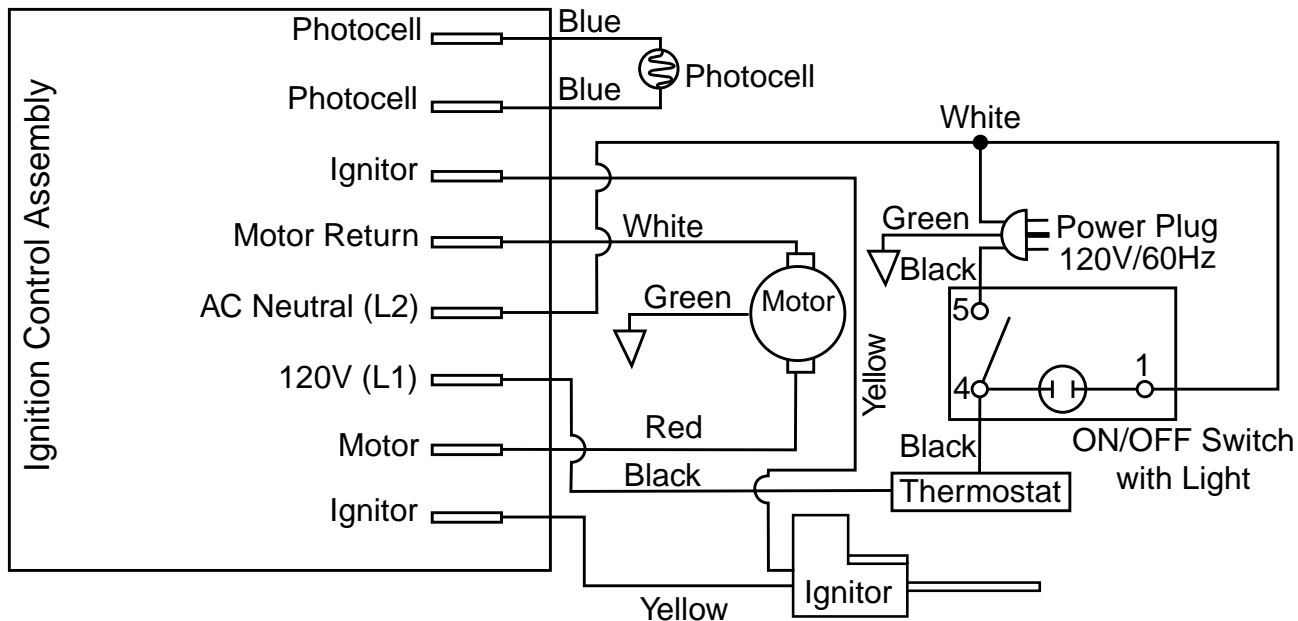 Ignition Control Assembly
Photocell
Blue
Photocell
Photocell
Blue
White
Ignitor
Motor Return
White
Green
Power Plug
120V/60Hz
Black
AC Neutral (L2)
Green
Motor
5
120V (L1)
Yellow
4
1
Motor
Red
Black
ON/OFF Switch
with Light
Black
Thermostat
Ignitor
Yellow
Ignitor